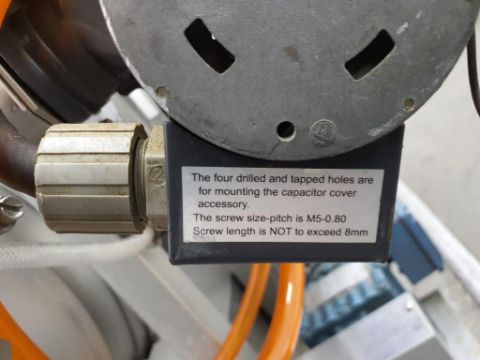 The four drilled and tapped holes are
for mounting the capacitor cover
accessory.
The screw size-pitch is M5-0.80
Screw length is NOT to exceed 8mm